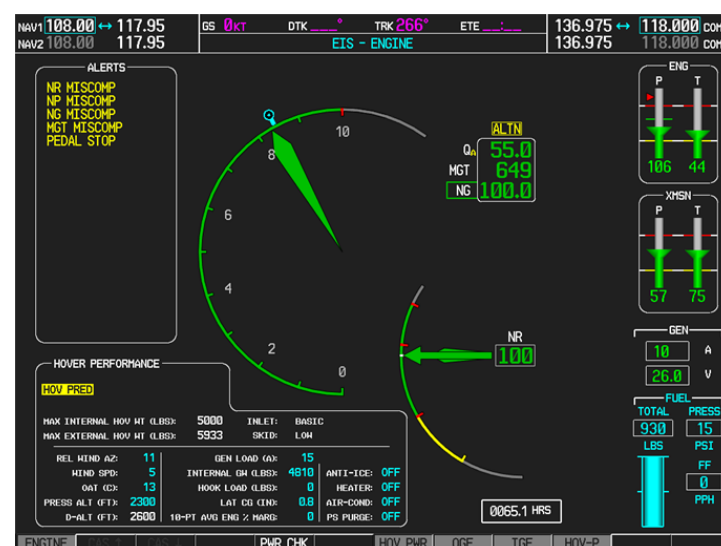 NAV1 108.00 ↔ 117.95 GS 0KT DTK ___° TRK 266° ETE __:__ 136.975 ↔ 118.000 COM
NAV2 108.00 117.95 EIS - ENGINE 136.975 118.000 COM
ALERTS
NR MISCOMP
NP MISCOMP
NG MISCOMP
MGT MISCOMP
PEDAL STOP
10
8
6
4
2
0
ALTN
QA 55.0
MGT 649
NG 100.0
NR
100
ENG
P T
106 44
XMSN
P T
57 75
GEN
10 A
26.0 V
FUEL
TOTAL PRESS
930 15
LBS PSI
FF
0
PPH
HOVER PERFORMANCE
HOV PRED
MAX INTERNAL HOV WT (LBS): 5000 INLET: BASIC
MAX EXTERNAL HOV WT (LBS): 5933 SKID: LOW
REL WIND AZ: 11 GEN LOAD (A): 15
WIND SPD: 5 INTERNAL GW (LBS): 4810 ANTI-ICE: OFF
OAT (C): 13 HOOK LOAD (LBS): 0 HEATER: OFF
PRESS ALT (FT): 2300 LAT CG (IN): 0.8 AIR-COND: OFF
D-ALT (FT): 2600 10-PT AVG ENG % MARG: 0 PS PURGE: OFF
0065.1 HRS
ENGINE CAS ↑ CAS ↓ PWR CHK HOV PWR OGE IGE HOV-P